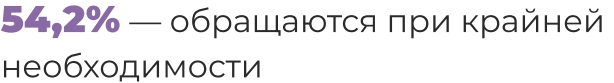 54,2% — обращаются при крайней
необходимости